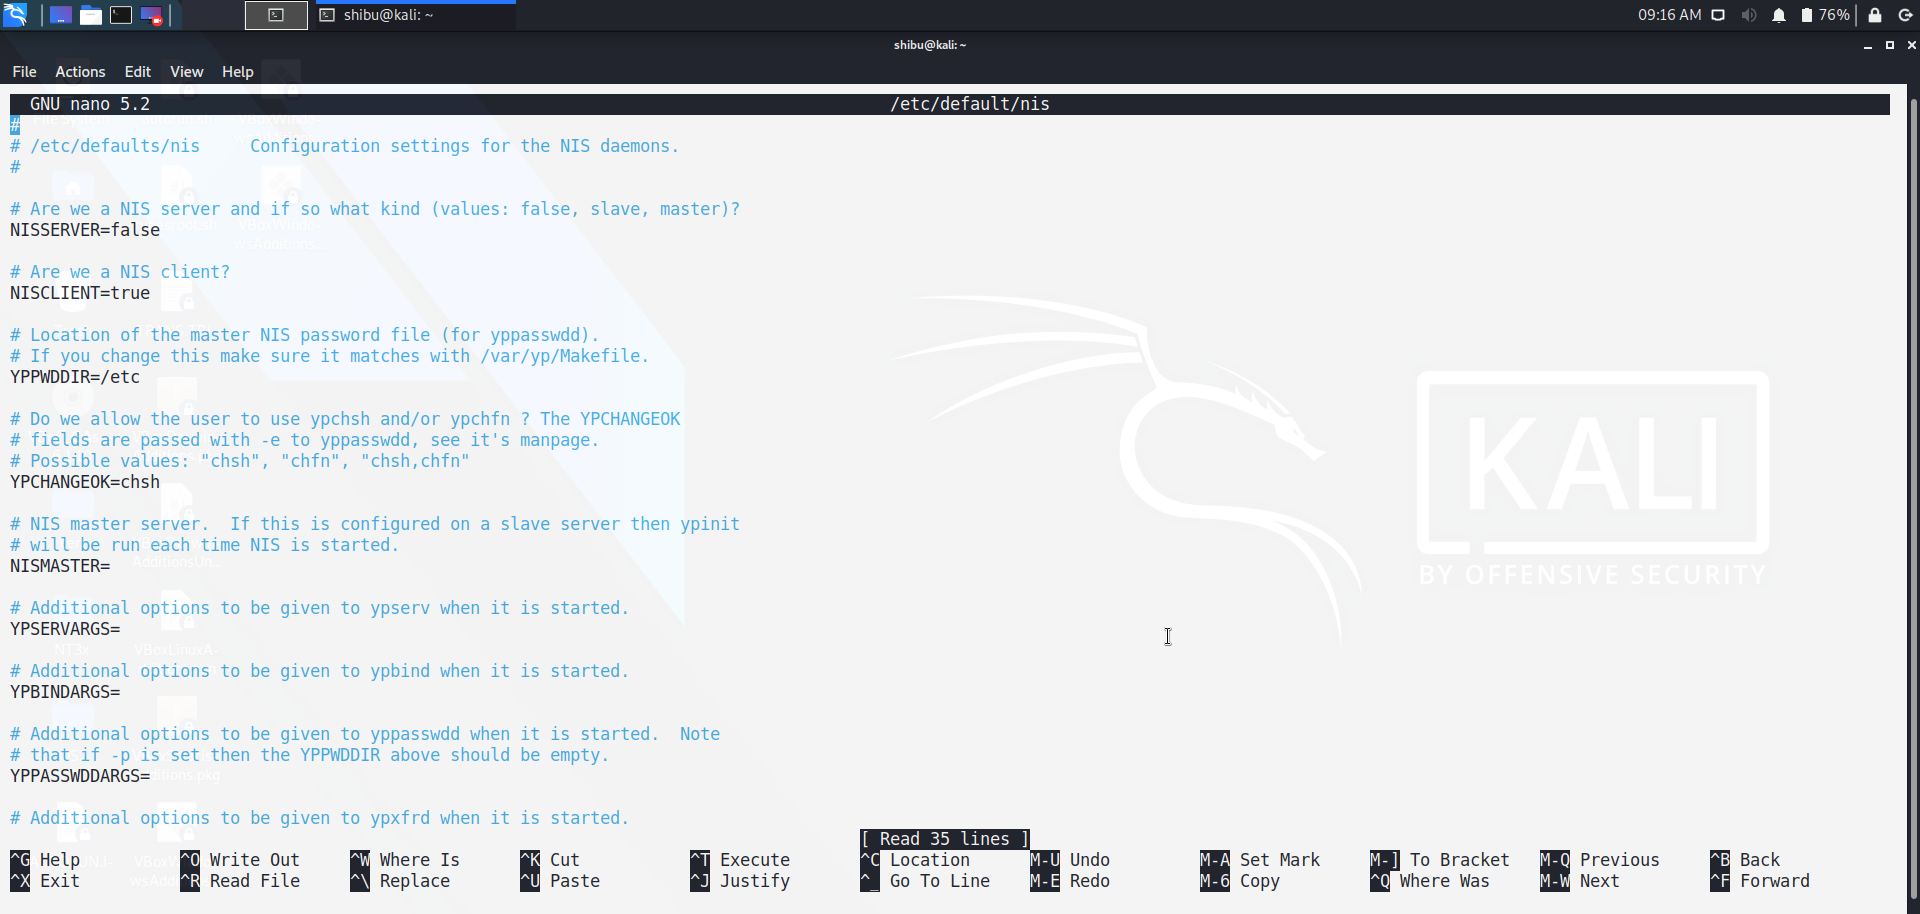 shibu@kali: ~
09:16 AM
76%
shibu@kali: ~
File Actions Edit View Help
GNU nano 5.2 /etc/default/nis
#
# /etc/defaults/nis Configuration settings for the NIS daemons.
#
# Are we a NIS server and if so what kind (values: false, slave, master)?
NISSERVER=false
# Are we a NIS client?
NISCLIENT=true
# Location of the master NIS password file (for yppasswdd).
# If you change this make sure it matches with /var/yp/Makefile.
YPPWDDIR=/etc
# Do we allow the user to use ypchsh and/or ypchfn ? The YPCHANGEOK
# fields are passed with -e to yppasswdd, see it's manpage.
# Possible values: "chsh", "chfn", "chsh,chfn"
YPCHANGEOK=chsh
# NIS master server. If this is configured on a slave server then ypinit
# will be run each time NIS is started.
NISMASTER=
# Additional options to be given to ypserv when it is started.
YPSERVARGS=
# Additional options to be given to ypbind when it is started.
YPBINDARGS=
# Additional options to be given to yppasswdd when it is started. Note
# that if -p is set then the YPPWDDIR above should be empty.
YPPASSWDDARGS=
# Additional options to be given to ypxfrd when it is started.
KALI
BY OFFENSIVE SECURITY
[ Read 35 lines ]
^G Help ^O Write Out ^W Where Is ^K Cut ^T Execute ^C Location M-U Undo M-A Set Mark M-] To Bracket M-Q Previous ^B Back
^X Exit ^R Read File ^\ Replace ^U Paste ^J Justify ^_ Go To Line M-E Redo M-6 Copy ^Q Where Was M-W Next ^F Forward